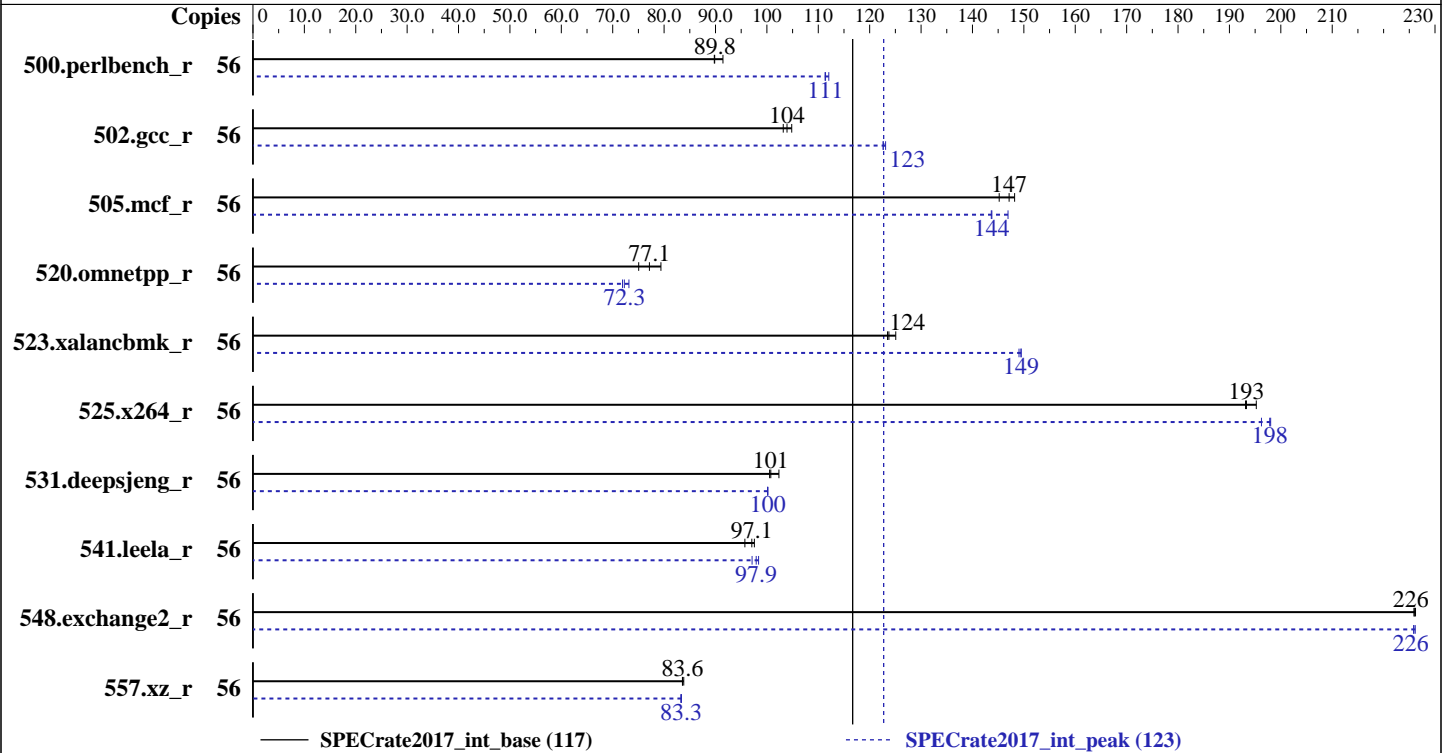 Copies 0 10.0 20.0 30.0 40.0 50.0 60.0 70.0 80.0 90.0 100 110 120 130 140 150 160 170 180 190 200 210 230
89.8
500.perlbench_r 56
111
104
502.gcc_r 56
123
147
505.mcf_r 56
144
77.1
520.omnetpp_r 56
72.3
124
523.xalancbmk_r 56
149
193
525.x264_r 56
198
101
531.deepsjeng_r 56
100
97.1
541.leela_r 56
97.9
226
548.exchange2_r 56
226
83.6
557.xz_r 56
83.3
SPECrate2017_int_base (117) SPECrate2017_int_peak (123)